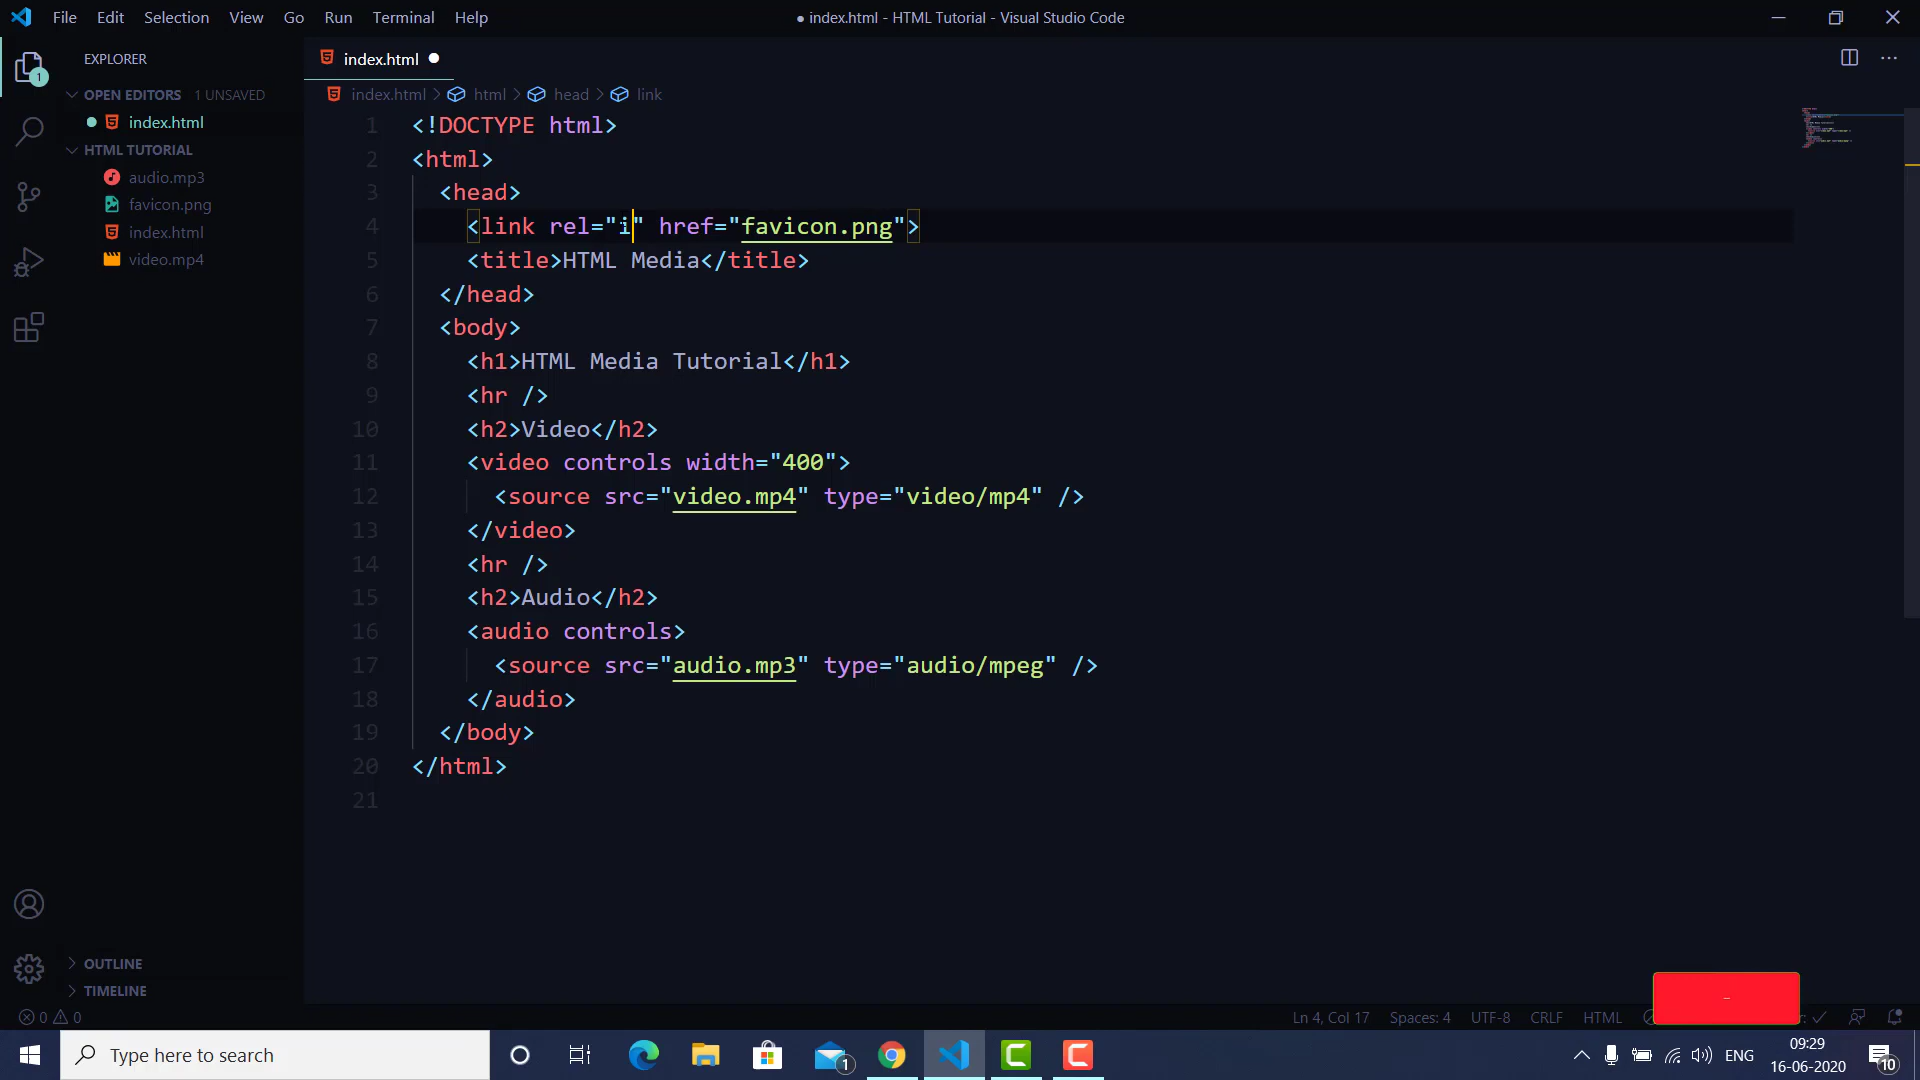 File Edit Selection View Go Run Terminal Help
● index.html - HTML Tutorial - Visual Studio Code
EXPLORER
OPEN EDITORS 1 UNSAVED
index.html
HTML TUTORIAL
audio.mp3
favicon.png
index.html
video.mp4
OUTLINE
TIMELINE
1
index.html
index.html > html > head > link
1 <!DOCTYPE html>
2 <html>
3 <head>
4 <link rel="i" href="favicon.png">
5 <title>HTML Media</title>
6 </head>
7 <body>
8 <h1>HTML Media Tutorial</h1>
9 <hr />
10 <h2>Video</h2>
11 <video controls width="400">
12 <source src="video.mp4" type="video/mp4" />
13 </video>
14 <hr />
15 <h2>Audio</h2>
16 <audio controls>
17 <source src="audio.mp3" type="audio/mpeg" />
18 </audio>
19 </body>
20 </html>
21
0 0
Ln 4, Col 17 Spaces: 4 UTF-8 CRLF HTML
Type here to search
1
ENG
09:29
16-06-2020
10